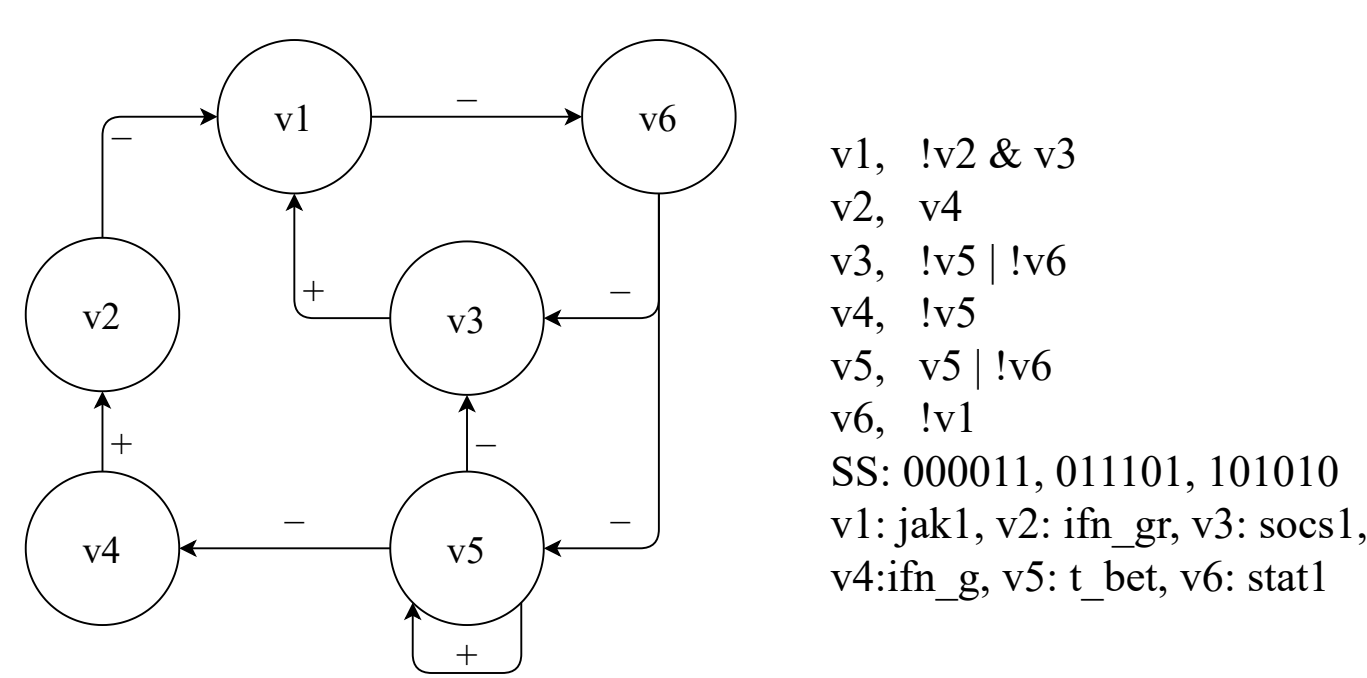 v1
–
v6
–
v2
+
v3
–
+
–
v4
–
v5
–
+
v1, !v2 & v3
v2, v4
v3, !v5 | !v6
v4, !v5
v5, v5 | !v6
v6, !v1
SS: 000011, 011101, 101010
v1: jak1, v2: ifn_gr, v3: socs1,
v4:ifn_g, v5: t_bet, v6: stat1